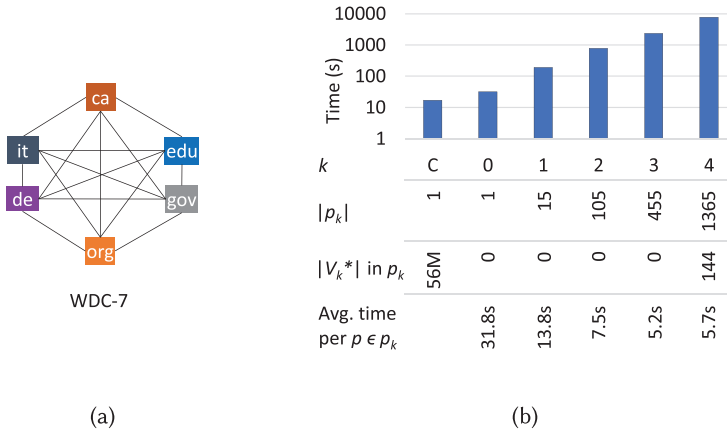 ca
it
edu
de
gov
org
WDC-7
(a)
10000
1000
100
10
1
Time (s)
k C 0 1 2 3 4
|pk| 1 1 15 105 455 1365
|Vk*| in pk 56M 0 0 0 0 144
Avg. time
per p ϵ pk 31.8s 13.8s 7.5s 5.2s 5.7s
(b)